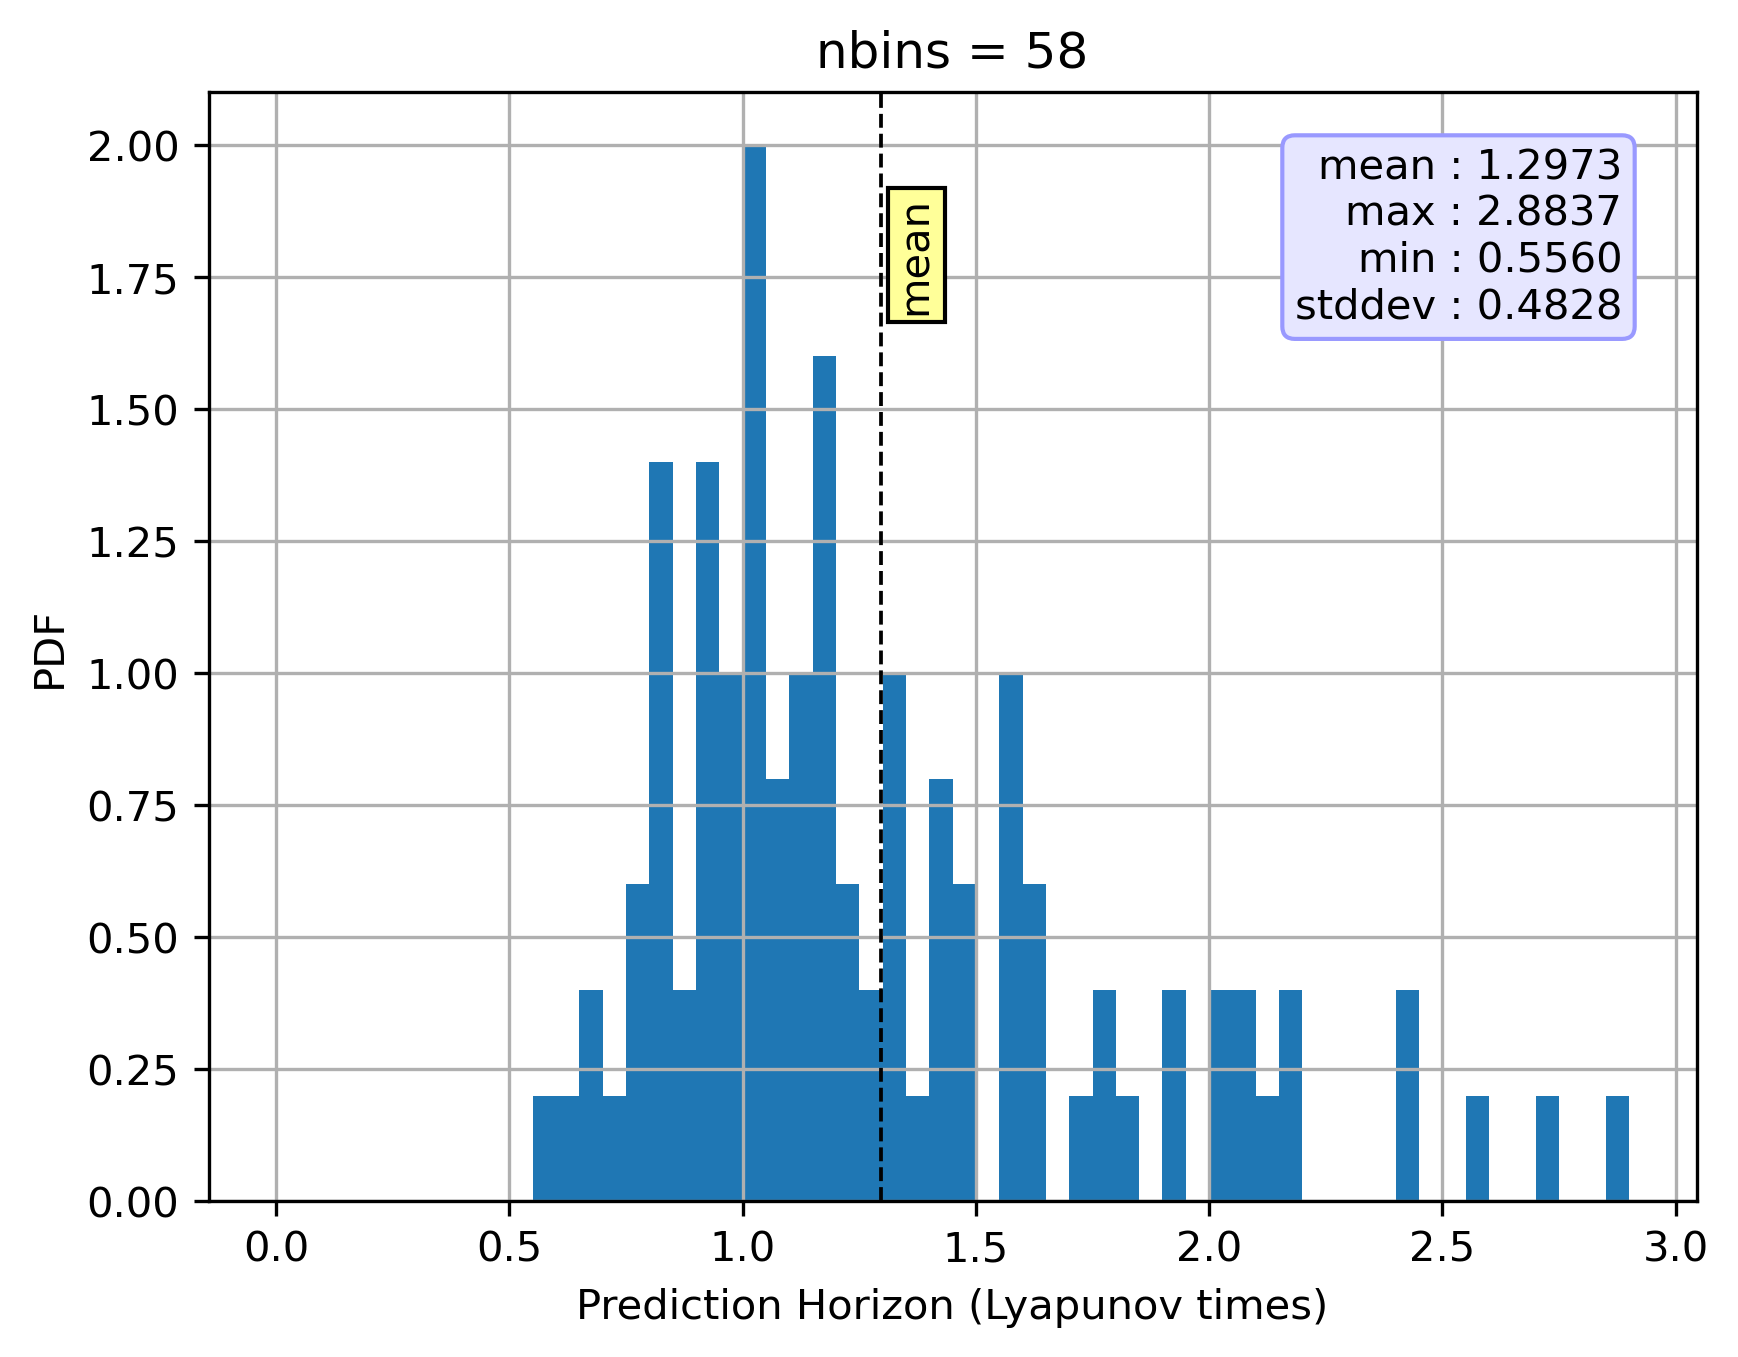 nbins = 58
mean : 1.2973
max : 2.8837
min : 0.5560
stddev : 0.4828
mean
PDF
2.00
1.75
1.50
1.25
1.00
0.75
0.50
0.25
0.00
0.0 0.5 1.0 1.5 2.0 2.5 3.0
Prediction Horizon (Lyapunov times)